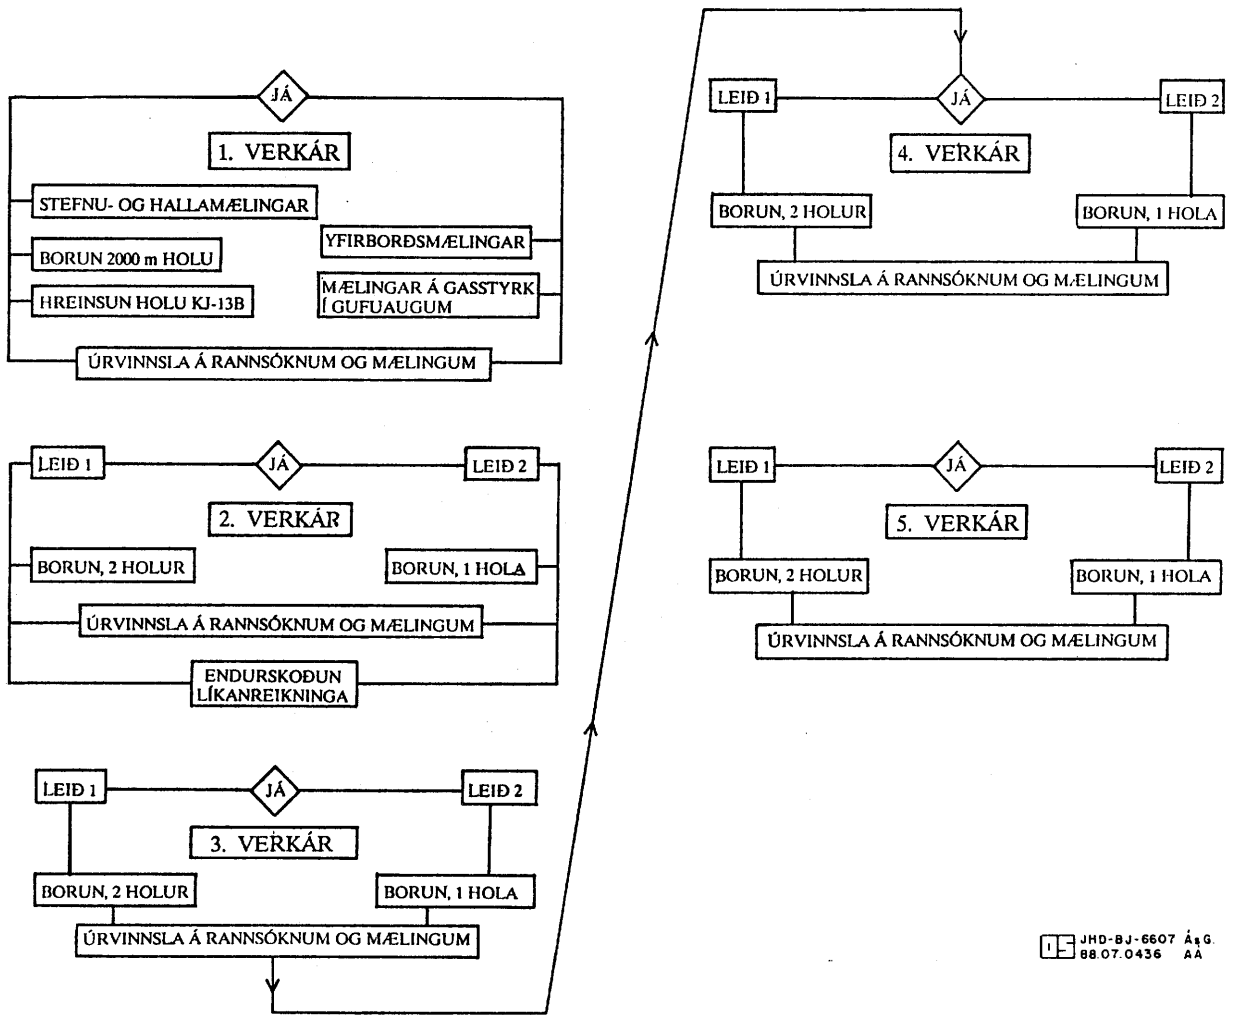 JÁ
1. VERKÁR
STEFNU- OG HALLAMÆLINGAR
BORUN 2000 m HOLU
HREINSUN HOLU KJ-13B
YFIRBORÐSMÆLINGAR
MÆLINGAR Á GASSTYRK
Í GUFUAUGUM
ÚRVINNSLA Á RANNSÓKNUM OG MÆLINGUM
LEIÐ 1
JÁ
LEIÐ 2
2. VERKÁR
BORUN, 2 HOLUR
BORUN, 1 HOLA
ÚRVINNSLA Á RANNSÓKNUM OG MÆLINGUM
ENDURSKOÐUN
LÍKANREIKNINGA
LEIÐ 1
JÁ
LEIÐ 2
3. VERKÁR
BORUN, 2 HOLUR
BORUN, 1 HOLA
ÚRVINNSLA Á RANNSÓKNUM OG MÆLINGUM
LEIÐ 1
JÁ
LEIÐ 2
4. VERKÁR
BORUN, 2 HOLUR
BORUN, 1 HOLA
ÚRVINNSLA Á RANNSÓKNUM OG MÆLINGUM
LEIÐ 1
JÁ
LEIÐ 2
5. VERKÁR
BORUN, 2 HOLUR
BORUN, 1 HOLA
ÚRVINNSLA Á RANNSÓKNUM OG MÆLINGUM
JHD-BJ-6607 ÁsG.
88.07.0436 AA